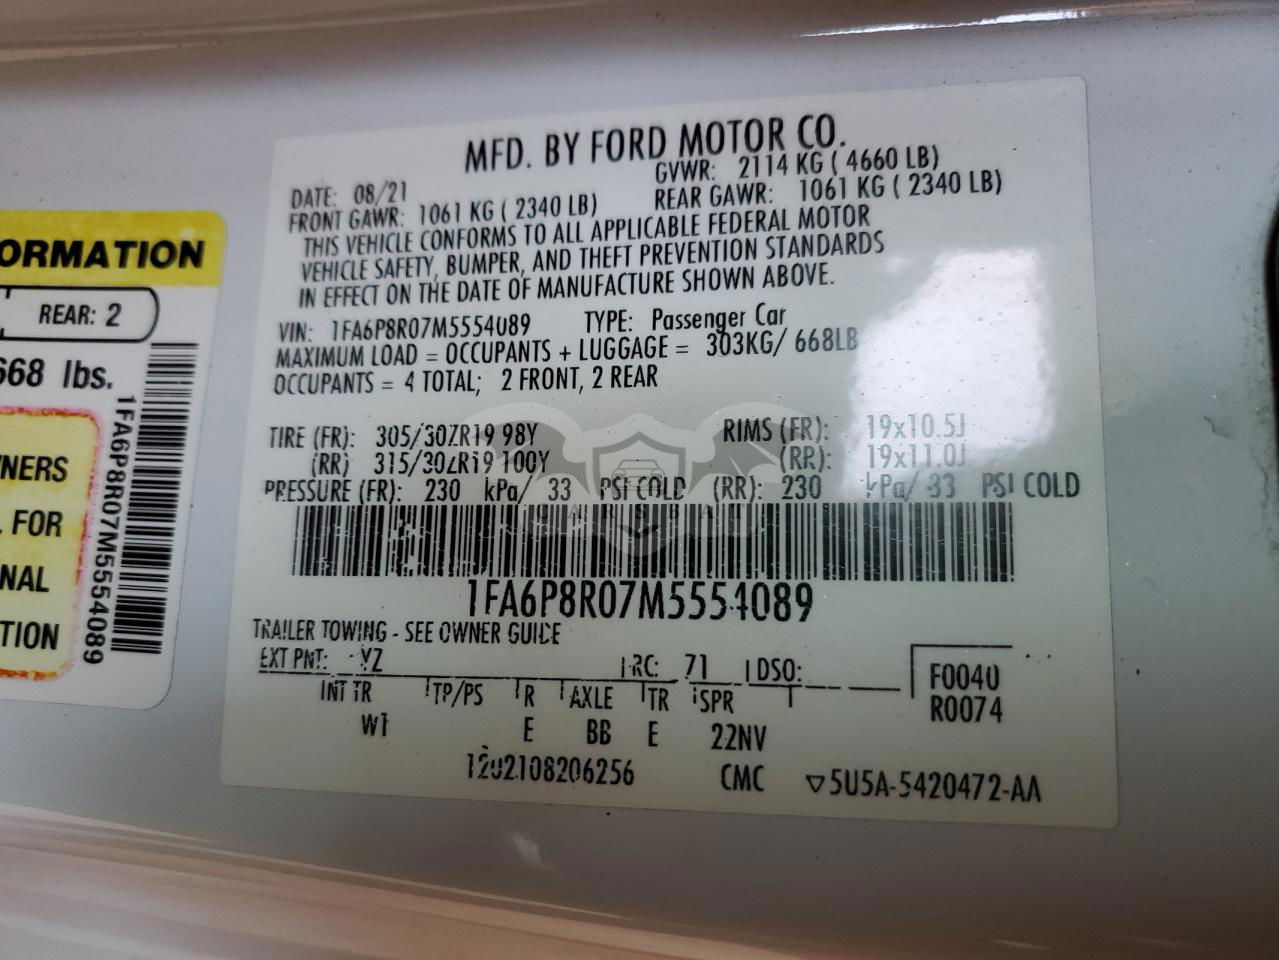 MFD. BY FORD MOTOR CO.
DATE: 08/21 GVWR: 2114 KG ( 4660 LB)
FRONT GAWR: 1061 KG ( 2340 LB) REAR GAWR: 1061 KG ( 2340 LB)
THIS VEHICLE CONFORMS TO ALL APPLICABLE FEDERAL MOTOR
VEHICLE SAFETY, BUMPER, AND THEFT PREVENTION STANDARDS
IN EFFECT ON THE DATE OF MANUFACTURE SHOWN ABOVE.
VIN: 1FA6P8R07M5554089 TYPE: Passenger Car
MAXIMUM LOAD = OCCUPANTS + LUGGAGE = 303KG/ 668LB
OCCUPANTS = 4 TOTAL; 2 FRONT, 2 REAR
TIRE (FR): 305/30ZR19 98Y RIMS (FR): 19x10.5J
(RR) 315/30ZR19 100Y (RR): 19x11.0J
PRESSURE (FR): 230 kPa/ 33 PSI COLD (RR): 230 kPa/ 33 PSI COLD
1FA6P8R07M5554089
TRAILER TOWING - SEE OWNER GUIDE
EXT PNT: YZ RC: 71 DSO:
F0040
R0074
INT TR TP/PS R AXLE TR SPR
W1 E BB E 22NV
1202108206256 CMC ▽5U5A-5420472-AA
ORMATION
REAR: 2
668 lbs.
NERS
FOR
NAL
TION
1FA6P8R07M5554089